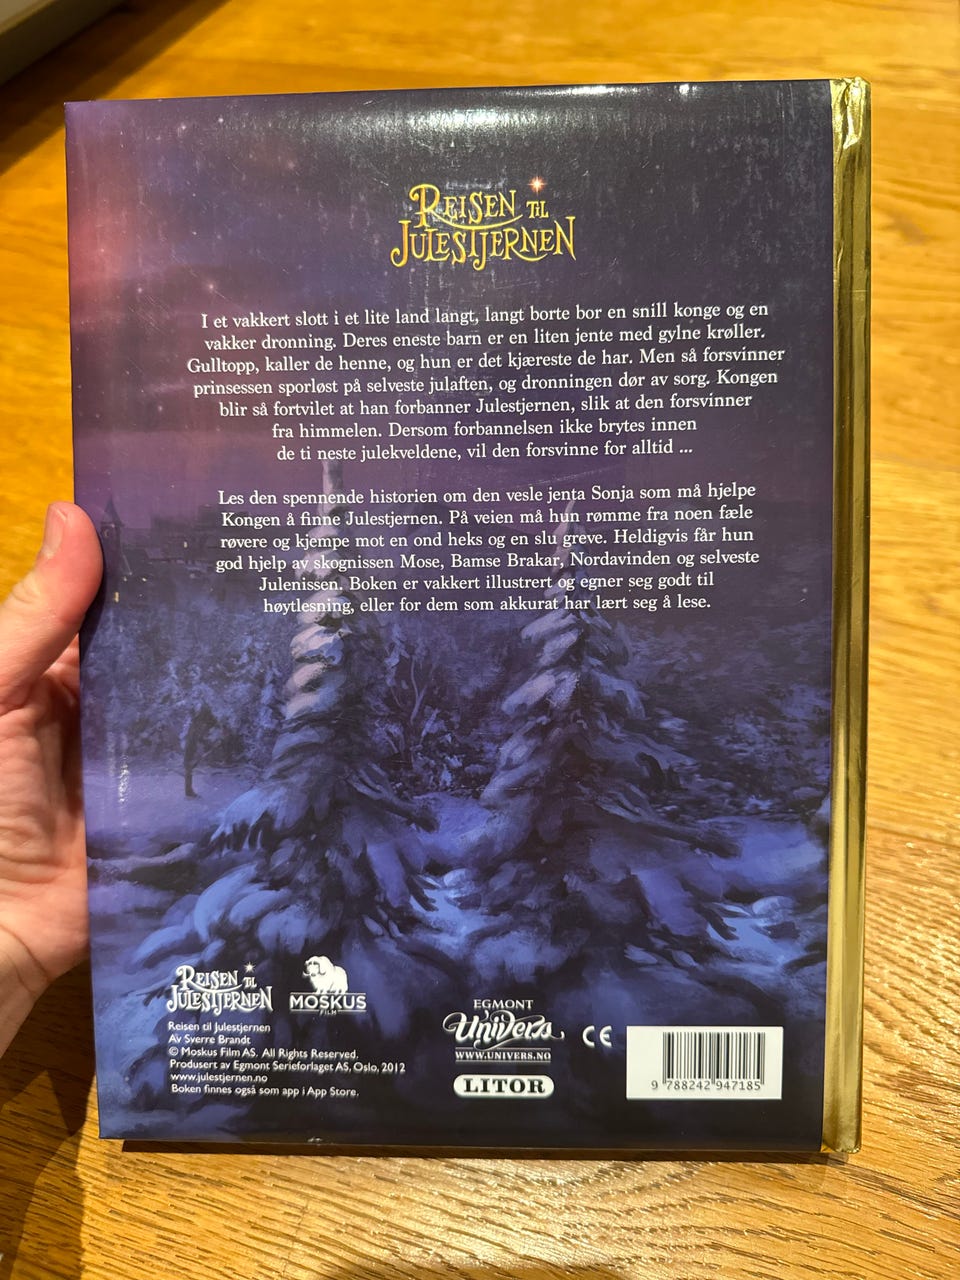 REISEN TIL
JULESTJERNEN
I et vakkert slott i et lite land langt, langt borte bor en snill konge og en
vakker dronning. Deres eneste barn er en liten jente med gylne krøller.
Gulltopp, kaller de henne, og hun er det kjæreste de har. Men så forsvinner
prinsessen sporløst på selveste julaften, og dronningen dør av sorg. Kongen
blir så fortvilet at han forbanner Julestjernen, slik at den forsvinner
fra himmelen. Dersom forbannelsen ikke brytes innen
de ti neste julekveldene, vil den forsvinne for alltid ...
Les den spennende historien om den vesle jenta Sonja som må hjelpe
Kongen å finne Julestjernen. På veien må hun rømme fra noen fæle
røvere og kjempe mot en ond heks og en slu greve. Heldigvis får hun
god hjelp av skognissen Mose, Bamse Brakar, Nordavinden og selveste
Julenissen. Boken er vakkert illustrert og egner seg godt til
høytlesning, eller for dem som akkurat har lært seg å lese.
REISEN TIL
JULESTJERNEN
MOSKUS
FILM
Reisen til Julestjernen
Av Sverre Brandt
© Moskus Film AS. All Rights Reserved.
Produsert av Egmont Serieforlaget AS, Oslo, 2012
www.julestjernen.no
Boken finnes også som app i App Store.
EGMONT
Univers
WWW.UNIVERS.NO
LITOR
CE
9 788242 947185